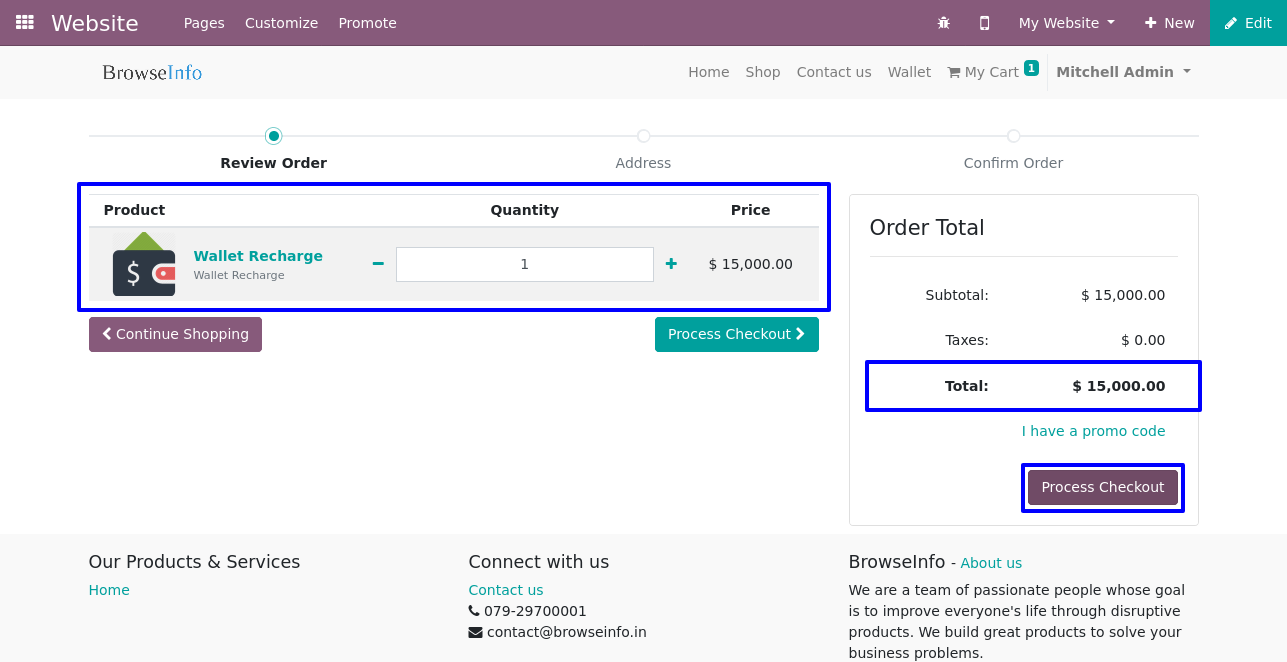 Website Pages Customize Promote My Website New Edit
BrowseInfo Home Shop Contact us Wallet My Cart 1 Mitchell Admin
Review Order Address Confirm Order
Product Quantity Price
$ Wallet Recharge 1 $ 15,000.00
Wallet Recharge
Continue Shopping Process Checkout
Order Total
Subtotal: $ 15,000.00
Taxes: $ 0.00
Total: $ 15,000.00
I have a promo code
Process Checkout
Our Products & Services
Home
Connect with us
Contact us
079-29700001
contact@browseinfo.in
BrowseInfo - About us
We are a team of passionate people whose goal
is to improve everyone's life through disruptive
products. We build great products to solve your
business problems.